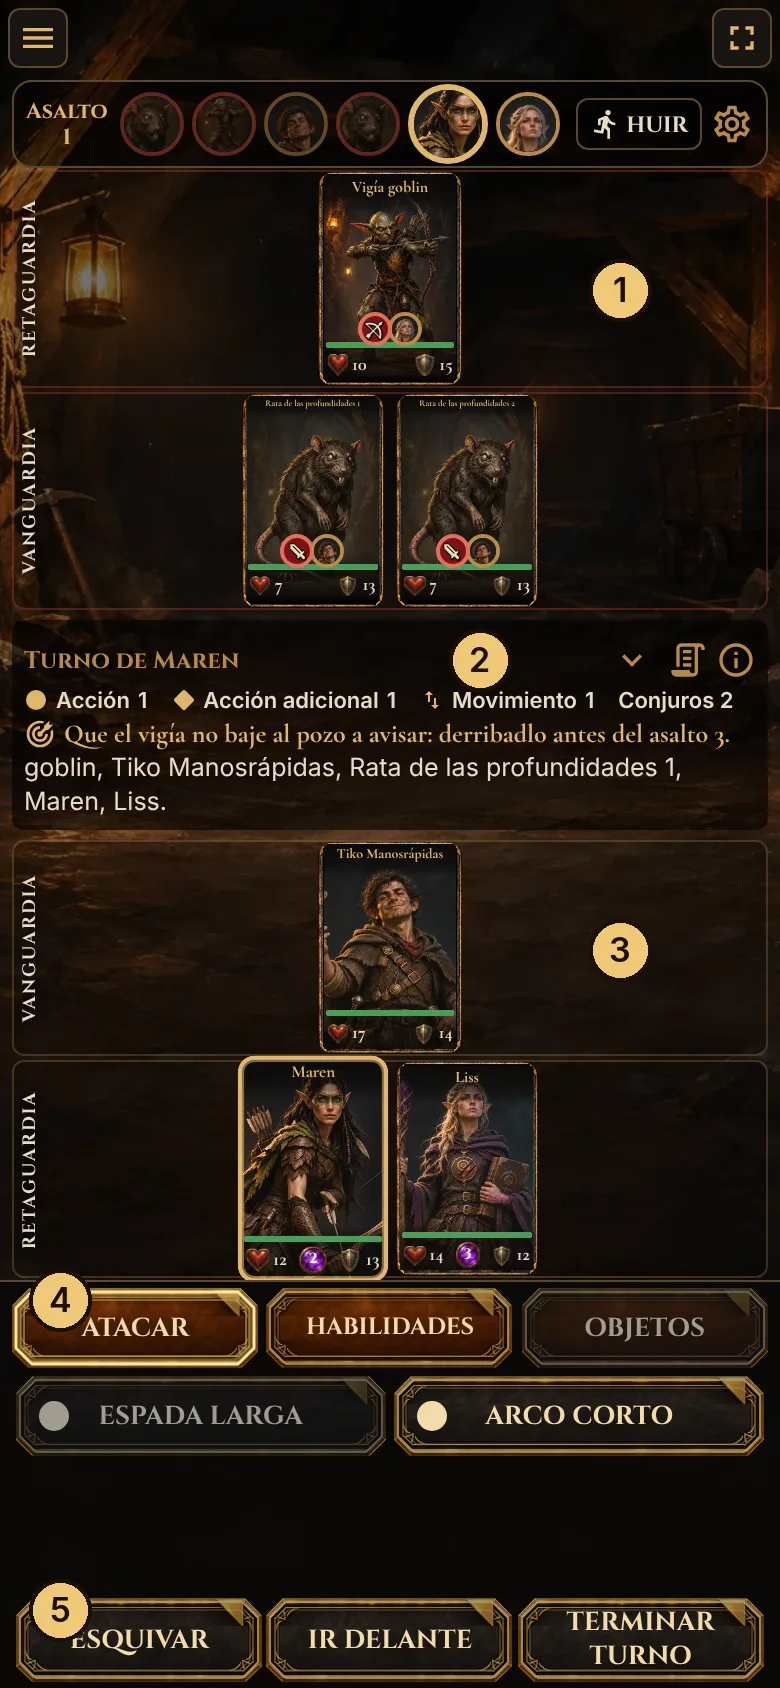 Asalto
1
HUIR
RETAGUARDIA
Vigía goblin
1
10
15
VANGUARDIA
Rata de las profundidades 1
Rata de las profundidades 2
7
13
7
13
Turno de Maren
2
Acción 1
Acción adicional 1
Movimiento 1
Conjuros 2
Que el vigía no baje al pozo a avisar: derribadlo antes del asalto 3.
goblin, Tiko Manosrápidas, Rata de las profundidades 1,
Maren, Liss.
VANGUARDIA
Tiko Manosrápidas
3
17
14
RETAGUARDIA
Maren
Liss
12
2
13
14
3
12
4
ATACAR
HABILIDADES
OBJETOS
ESPADA LARGA
ARCO CORTO
5
ESQUIVAR
IR DELANTE
TERMINAR
TURNO